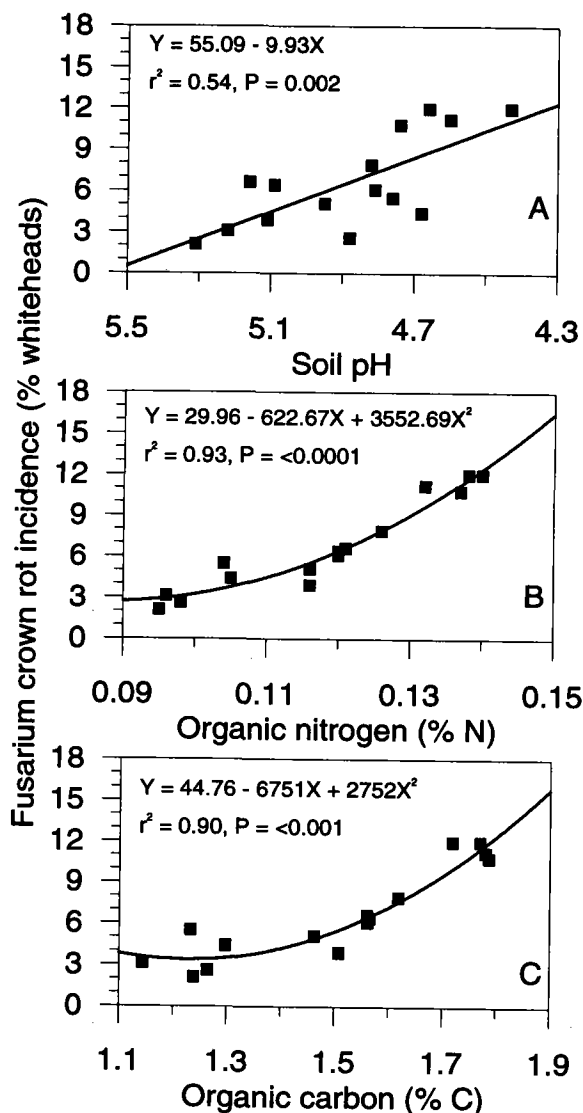 Fusarium crown rot incidence (% whiteheads)
18
15
12
9
6
3
0
Y = 55.09 - 9.93X
r² = 0.54, P = 0.002
A
5.5 5.1 4.7 4.3
Soil pH
18
15
12
9
6
3
0
Y = 29.96 - 622.67X + 3552.69X²
r² = 0.93, P = <0.0001
B
0.09 0.11 0.13 0.15
Organic nitrogen (% N)
18
15
12
9
6
3
0
Y = 44.76 - 6751X + 2752X²
r² = 0.90, P = <0.001
C
1.1 1.3 1.5 1.7 1.9
Organic carbon (% C)